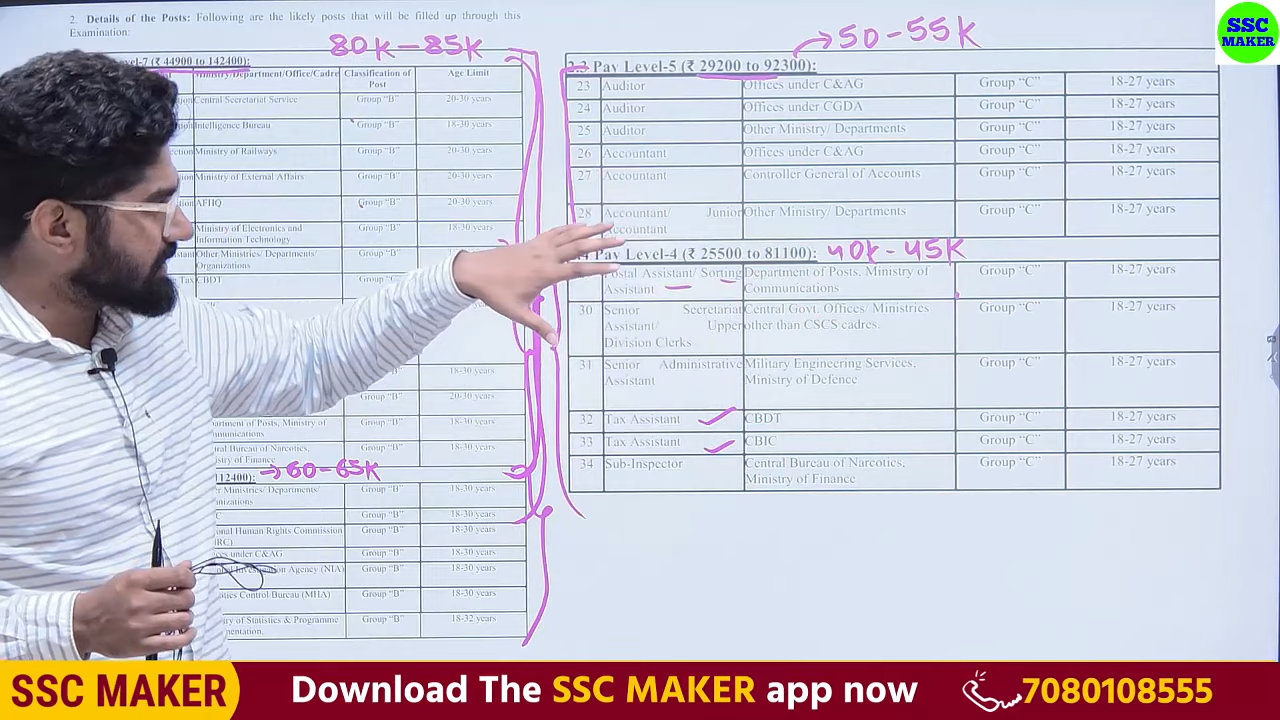 2. Details of the Posts: Following are the likely posts that will be filled up through this
Examination:
80K-85K
Level-7 (₹ 44900 to 142400):
Ministry/Department/Office/Cadre Classification of Post Age Limit
Central Secretariat Service Group "B" 20-30 years
Intelligence Bureau Group "B" 18-30 years
Ministry of Railways Group "B" 20-30 years
Ministry of External Affairs Group "B" 20-30 years
AFHQ Group "B" 20-30 years
Ministry of Electronics and
Information Technology 18-30 years
Other Ministries/ Departments/
Organizations Group "B" 18-30 years
Tax CBDT 18-30 years
18-30 years
20-30 years
Department of Posts, Ministry of
Communications Group "B" 18-30 years
Bureau of Narcotics,
Ministry of Finance Group "B" 18-30 years
112400): → 60-65K
Ministries/ Departments/
Group "B" 18-30 years
Group "B" 18-30 years
Human Rights Commission
Group "B" 18-30 years
under C&AG Group "B" 18-30 years
Agency (NIA) Group "B" 18-30 years
Control Bureau (MHA) Group "B" 18-30 years
of Statistics & Programme
Group "B" 18-32 years
→50-55K
2.3 Pay Level-5 (₹ 29200 to 92300):
23 Auditor Offices under C&AG Group "C" 18-27 years
24 Auditor Offices under CGDA Group "C" 18-27 years
25 Auditor Other Ministry/ Departments Group "C" 18-27 years
26 Accountant Offices under C&AG Group "C" 18-27 years
27 Accountant Controller General of Accounts Group "C" 18-27 years
28 Accountant/ Junior Other Ministry/ Departments Group "C" 18-27 years
Accountant
Pay Level-4 (₹ 25500 to 81100): 40K-45K
Postal Assistant/ Sorting Department of Posts, Ministry of Group "C" 18-27 years
Assistant Communications
30 Senior Secretariat Central Govt. Offices/ Ministries Group "C" 18-27 years
Assistant/ Upper other than CSCS cadres.
Division Clerks
31 Senior Administrative Military Engineering Services, Group "C" 18-27 years
Assistant Ministry of Defence
32 Tax Assistant CBDT Group "C" 18-27 years
33 Tax Assistant CBIC Group "C" 18-27 years
34 Sub-Inspector Central Bureau of Narcotics, Group "C" 18-27 years
Ministry of Finance
SSC
MAKER
SSC MAKER Download The SSC MAKER app now 7080108555